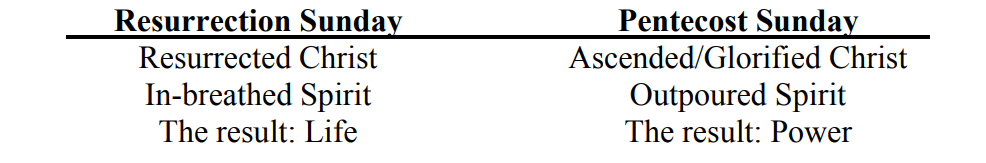 Resurrection Sunday Pentecost Sunday
Resurrected Christ Ascended/Glorified Christ
In-breathed Spirit Outpoured Spirit
The result: Life The result: Power